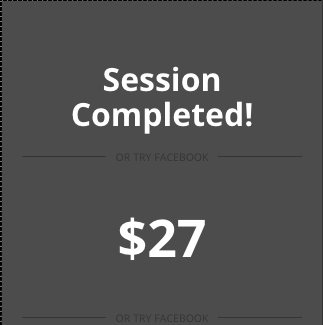 Session
Completed!
OR TRY FACEBOOK
$27
OR TRY FACEBOOK